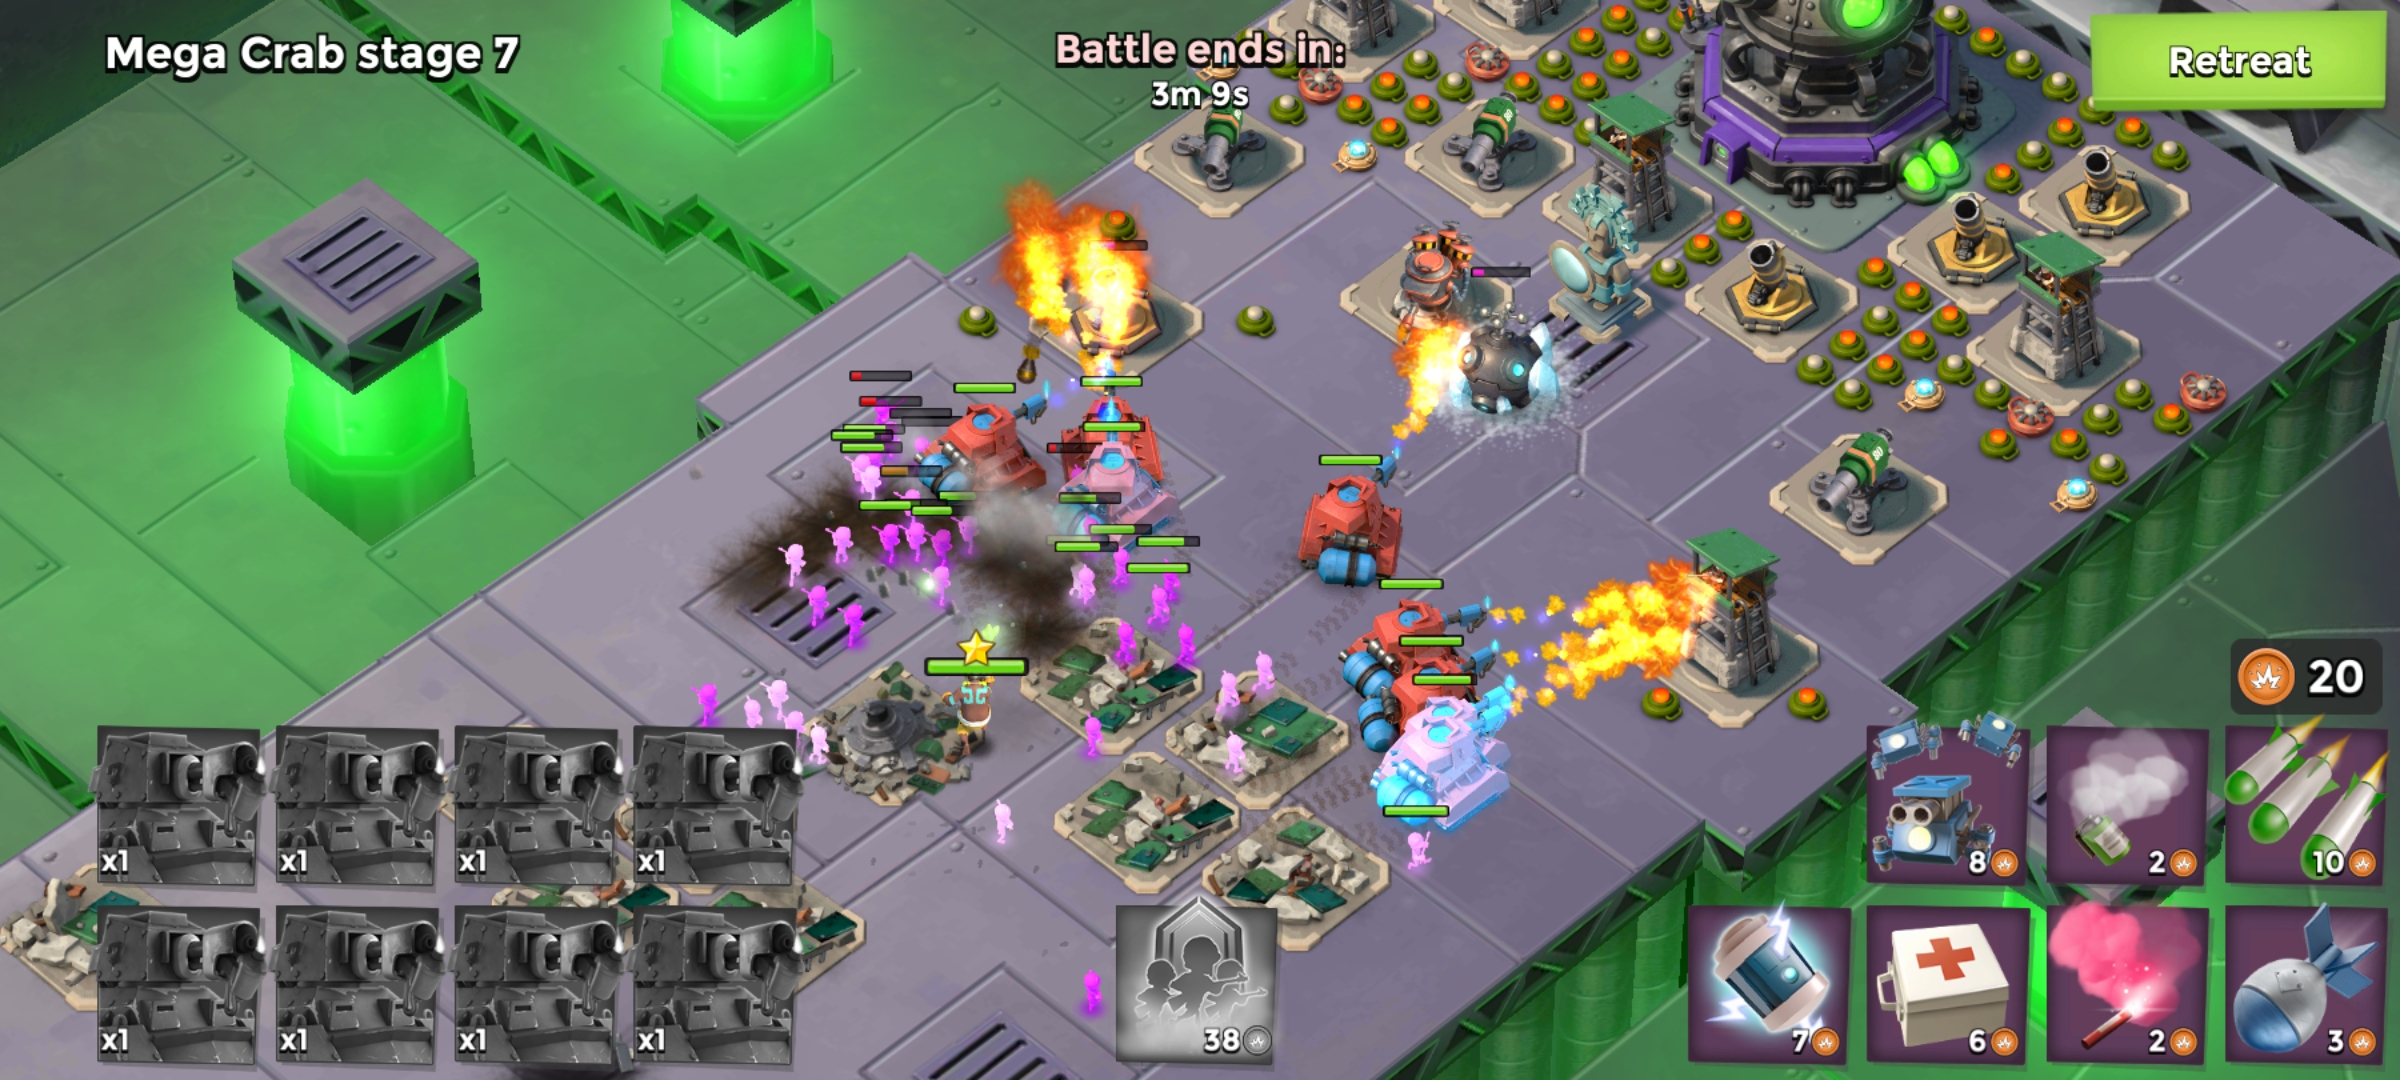 Mega Crab stage 7
Battle ends in:
3m 9s
Retreat
20
x1
x1
x1
x1
8
2
10
x1
x1
x1
x1
38
7
6
2
3